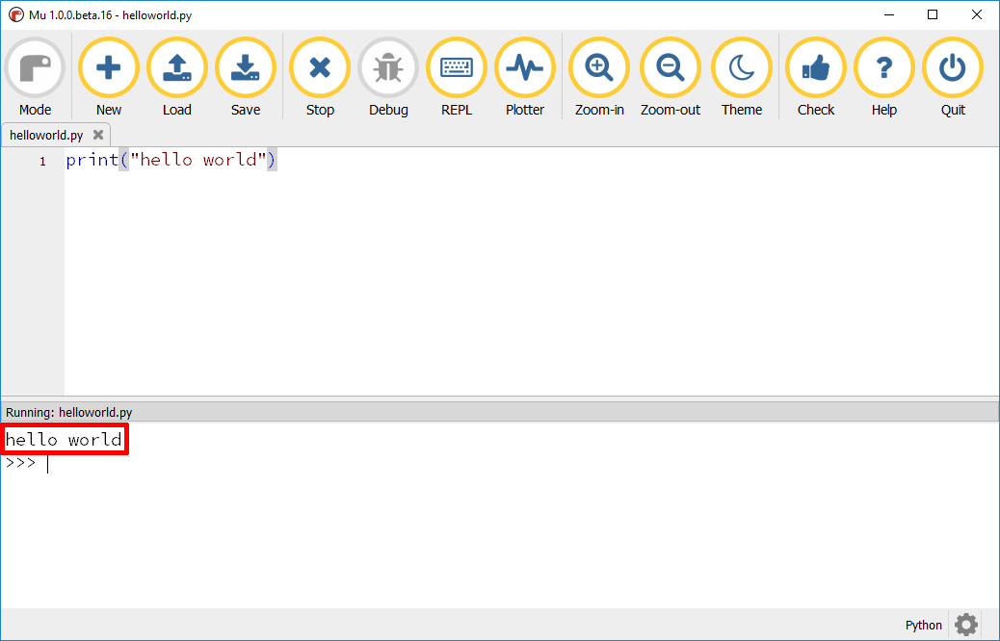 Mu 1.0.0.beta.16 - helloworld.py
Mode New Load Save Stop Debug REPL Plotter Zoom-in Zoom-out Theme Check Help Quit
helloworld.py
1 print("hello world")
Running: helloworld.py
hello world
>>>
Python